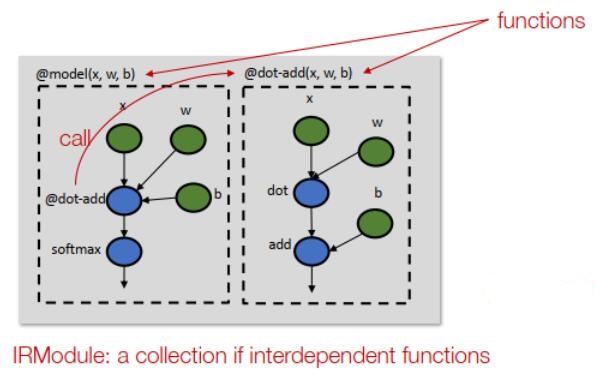 functions
@model(x, w, b)
@dot-add(x, w, b)
x
w
call
@dot-add
b
softmax
x
w
dot
b
add
IRModule: a collection if interdependent functions